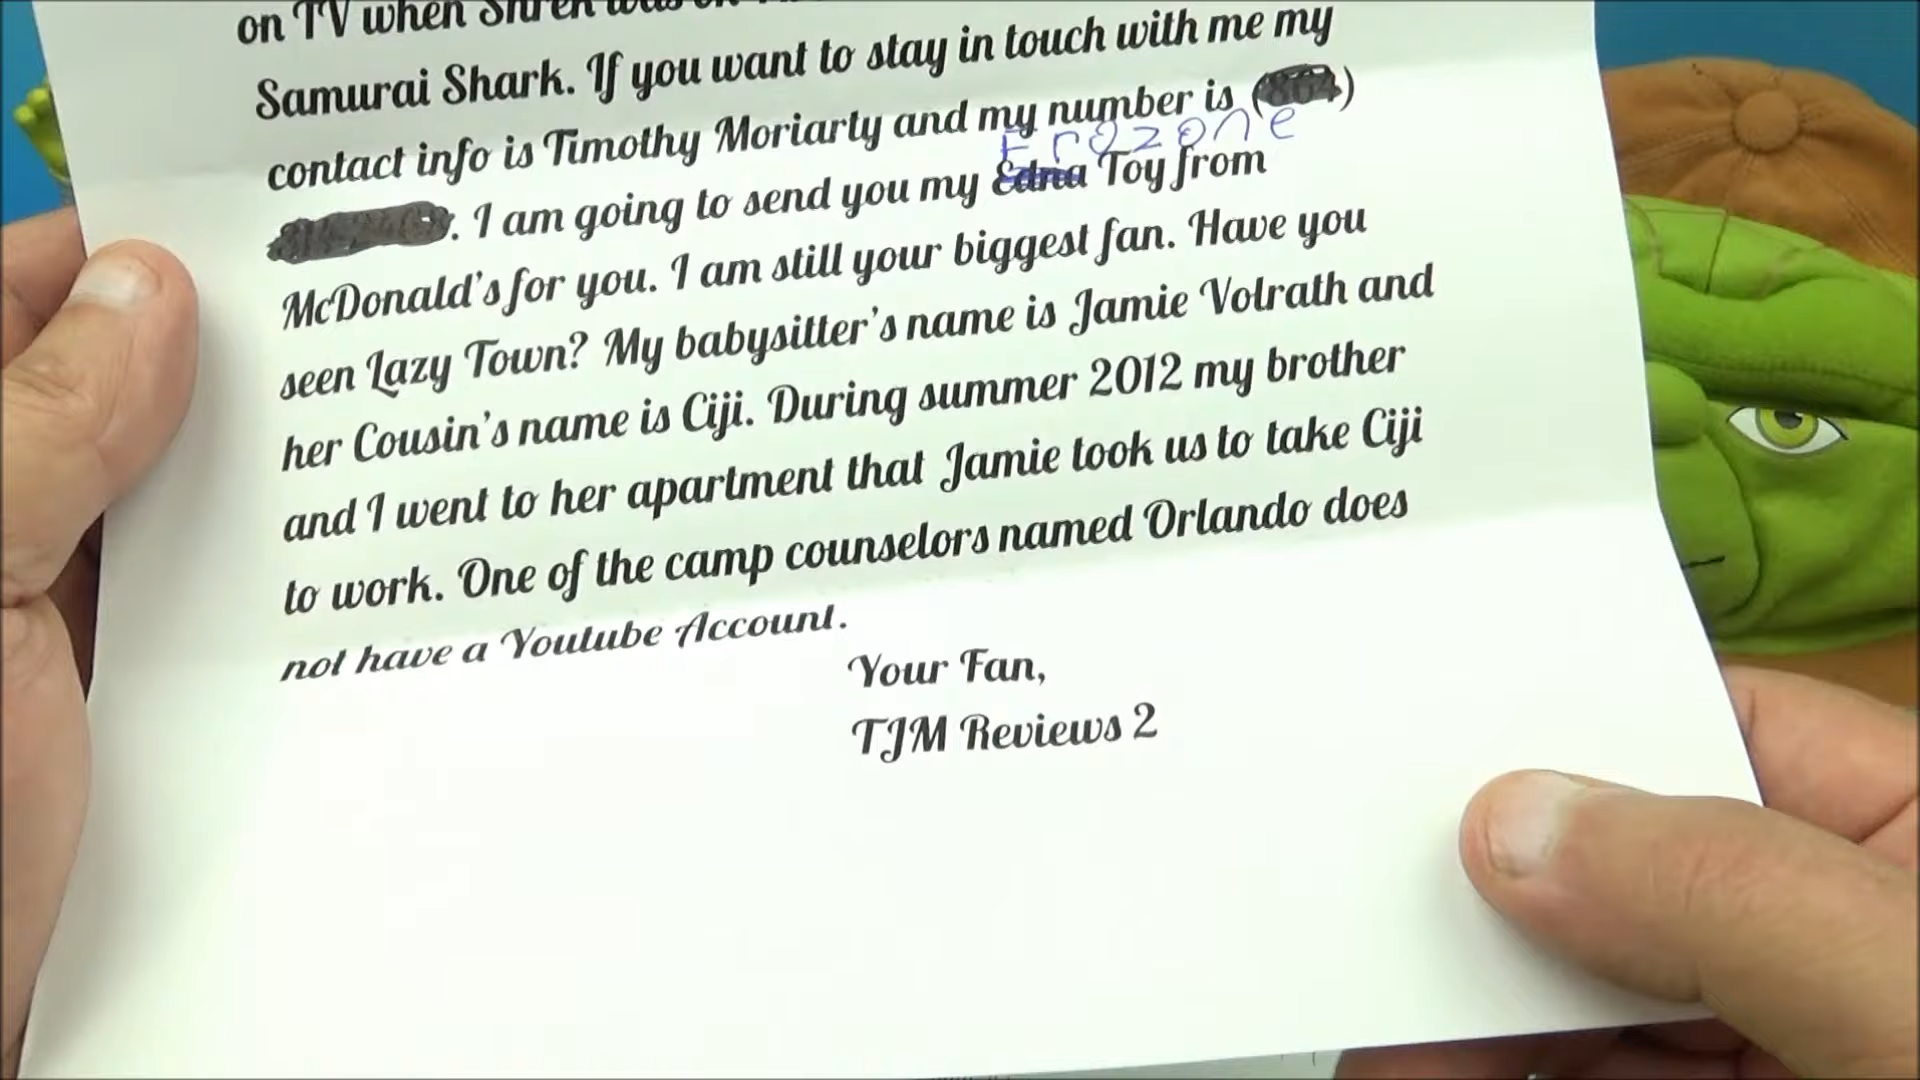 on TV when Shrek was on
Samurai Shark. If you want to stay in touch with me my
contact info is Timothy Moriarty and my number is ( )
Frozone
. I am going to send you my Edna Toy from
McDonald's for you. I am still your biggest fan. Have you
seen Lazy Town? My babysitter's name is Jamie Volrath and
her Cousin's name is Ciji. During summer 2012 my brother
and I went to her apartment that Jamie took us to take Ciji
to work. One of the camp counselors named Orlando does
not have a Youtube Account.
Your Fan,
TJM Reviews 2